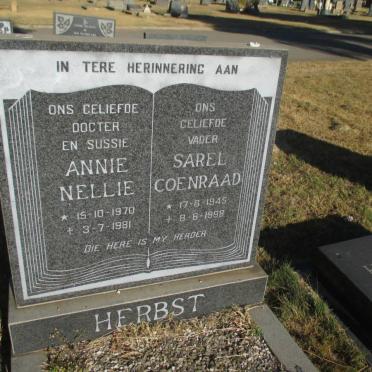 IN TERE HERINNERING AAN
ONS GELIEFDE
DOGTER
EN SUSSIE
ANNIE
NELLIE
* 15-10-1970
+ 3-7-1981
ONS
GELIEFDE
VADER
SAREL
COENRAAD
* 17-8-1945
+ 8-6-1998
DIE HERE IS MY HERDER
HERBST